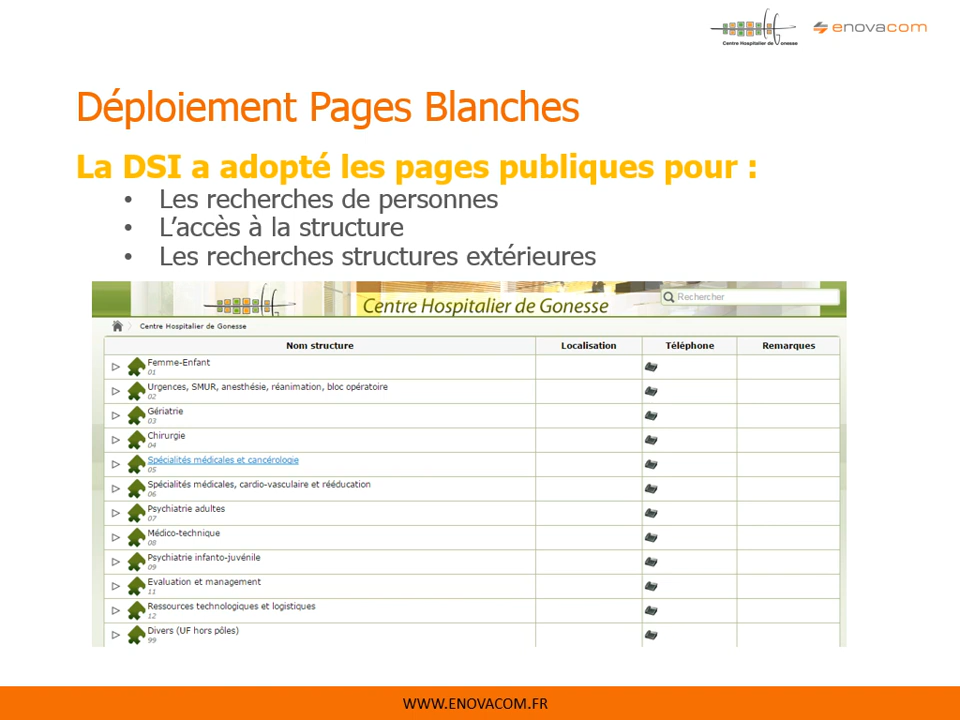 Centre Hospitalier de Gonesse
enovacom
Déploiement Pages Blanches
La DSI a adopté les pages publiques pour :
• Les recherches de personnes
• L’accès à la structure
• Les recherches structures extérieures
Centre Hospitalier de Gonesse
Rechercher
Centre Hospitalier de Gonesse
Nom structure Localisation Téléphone Remarques
Femme-Enfant
01
Urgences, SMUR, anesthésie, réanimation, bloc opératoire
02
Gériatrie
03
Chirurgie
04
Spécialités médicales et cancérologie
05
Spécialités médicales, cardio-vasculaire et rééducation
06
Psychiatrie adultes
07
Médico-technique
08
Psychiatrie infanto-juvénile
09
Evaluation et management
11
Ressources technologiques et logistiques
12
Divers (UF hors pôles)
99
WWW.ENOVACOM.FR